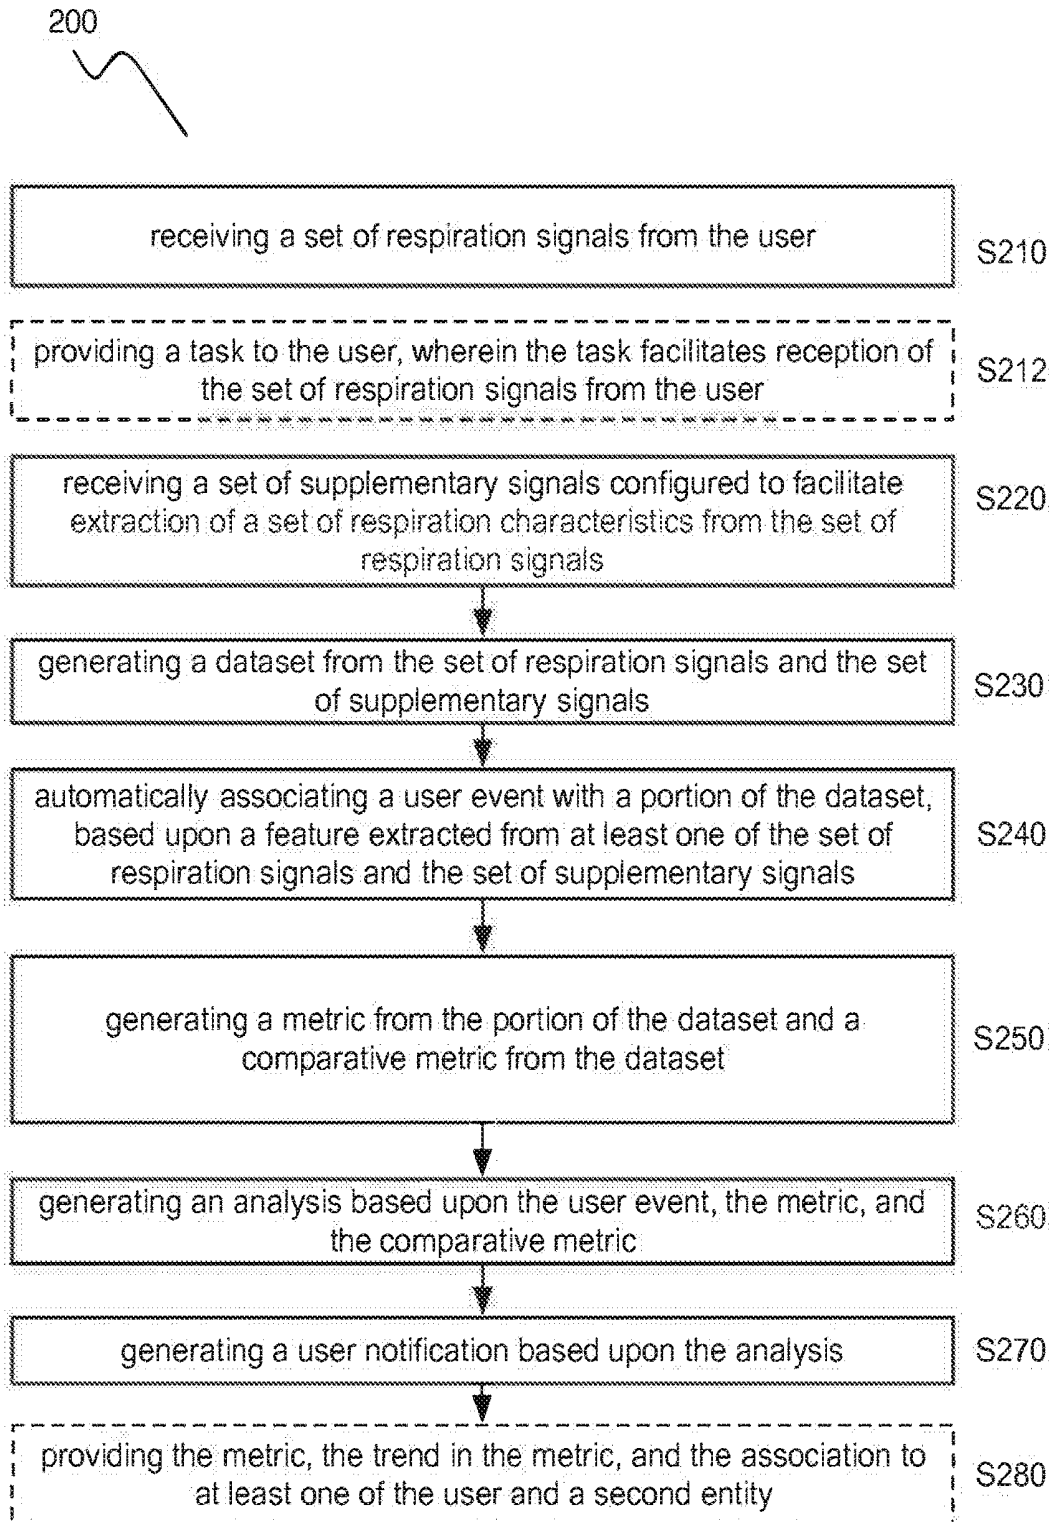 200
receiving a set of respiration signals from the user
S210
providing a task to the user, wherein the task facilitates reception of
the set of respiration signals from the user
S212
receiving a set of supplementary signals configured to facilitate
extraction of a set of respiration characteristics from the set of
respiration signals
S220
generating a dataset from the set of respiration signals and the set
of supplementary signals
S230
automatically associating a user event with a portion of the dataset,
based upon a feature extracted from at least one of the set of
respiration signals and the set of supplementary signals
S240
generating a metric from the portion of the dataset and a
comparative metric from the dataset
S250
generating an analysis based upon the user event, the metric, and
the comparative metric
S260
generating a user notification based upon the analysis
S270
providing the metric, the trend in the metric, and the association to
at least one of the user and a second entity
S280